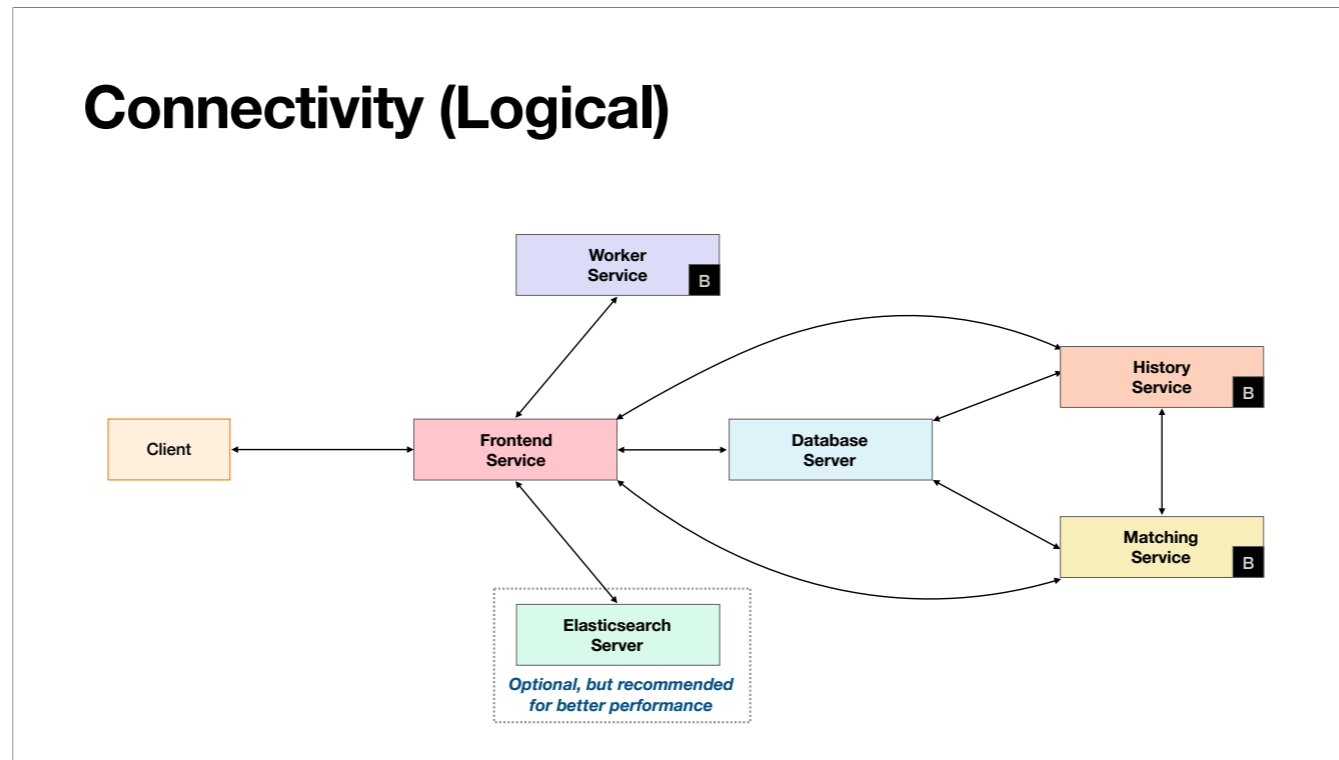 Connectivity (Logical)
Worker
Service
B
History
Service
B
Client
Frontend
Service
Database
Server
Matching
Service
B
Elasticsearch
Server
Optional, but recommended
for better performance